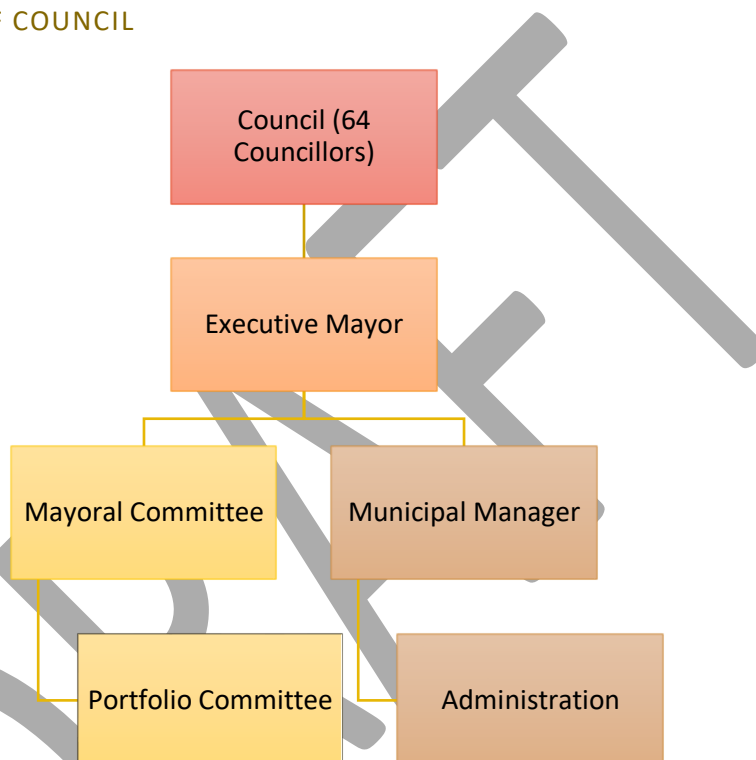 COUNCIL
Council (64
Councillors)
Executive Mayor
Mayoral Committee
Municipal Manager
Portfolio Committee
Administration